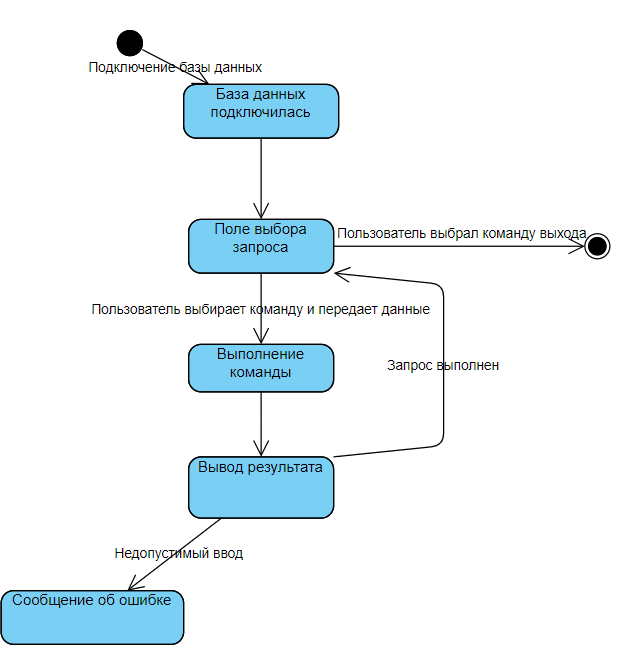 Подключение базы данных
База данных
подключилась
Поле выбора
запроса
Пользователь выбрал команду выхода
Пользователь выбирает команду и передает данные
Выполнение
команды
Запрос выполнен
Вывод результата
Недопустимый ввод
Сообщение об ошибке